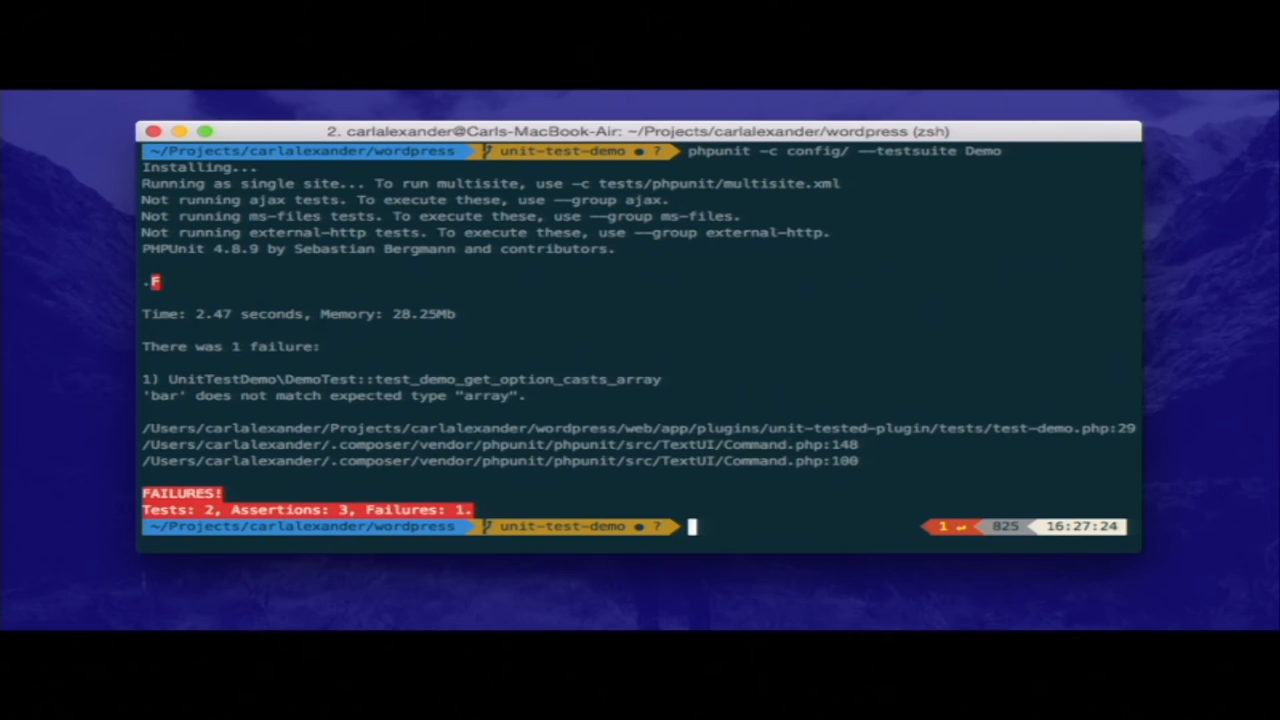 2. carlalexander@Carls-MacBook-Air: ~/Projects/carlalexander/wordpress (zsh)
~/Projects/carlalexander/wordpress unit-test-demo ● ? phpunit -c config/ --testsuite Demo
Installing...
Running as single site... To run multisite, use -c tests/phpunit/multisite.xml
Not running ajax tests. To execute these, use --group ajax.
Not running ms-files tests. To execute these, use --group ms-files.
Not running external-http tests. To execute these, use --group external-http.
PHPUnit 4.8.9 by Sebastian Bergmann and contributors.
.F
Time: 2.47 seconds, Memory: 28.25Mb
There was 1 failure:
1) UnitTestDemo\DemoTest::test_demo_get_option_casts_array
'bar' does not match expected type "array".
/Users/carlalexander/Projects/carlalexander/wordpress/web/app/plugins/unit-tested-plugin/tests/test-demo.php:29
/Users/carlalexander/.composer/vendor/phpunit/phpunit/src/TextUI/Command.php:148
/Users/carlalexander/.composer/vendor/phpunit/phpunit/src/TextUI/Command.php:100
FAILURES!
Tests: 2, Assertions: 3, Failures: 1.
~/Projects/carlalexander/wordpress unit-test-demo ● ? 1 ↵ 825 16:27:24